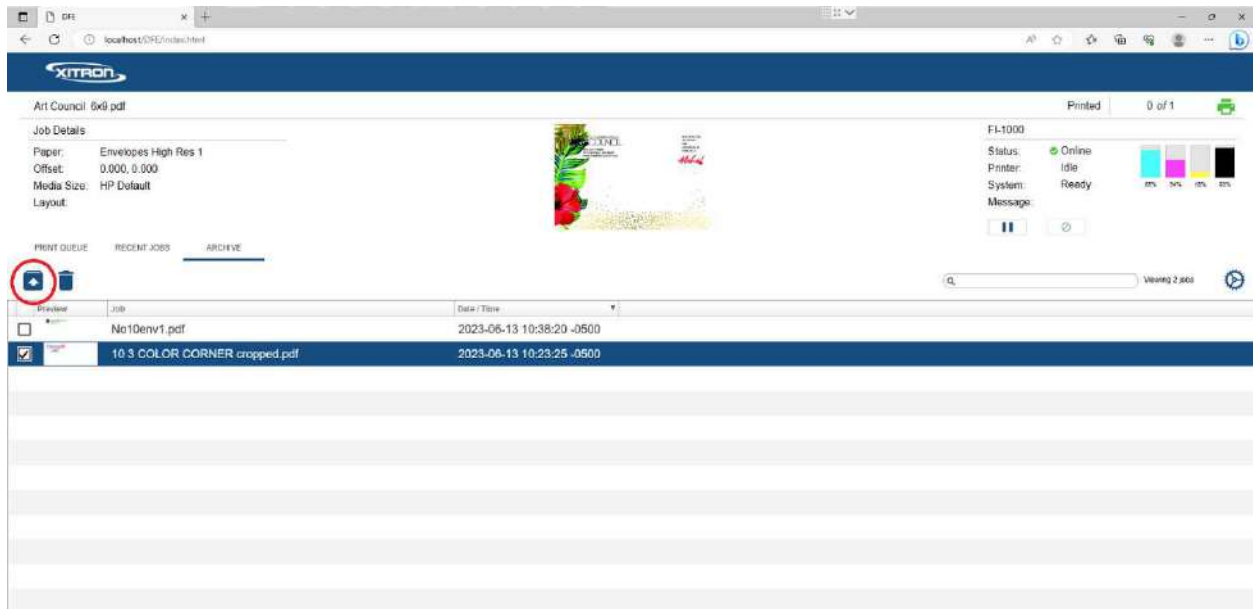 DFE
localhost/DFE/index.html
XITRON
Art Council 6x9.pdf
Printed 0 of 1
Job Details
Paper: Envelopes High Res 1
Offset: 0.000, 0.000
Media Size: HP Default
Layout:
COUNCIL
FI-1000
Status: Online
Printer: Idle
System: Ready
Message:
PRINT QUEUE RECENT JOBS ARCHIVE
Viewing 2 jobs
Preview Job Date / Time
No10env1.pdf 2023-06-13 10:38:20 -0500
10 3 COLOR CORNER cropped.pdf 2023-06-13 10:23:25 -0500